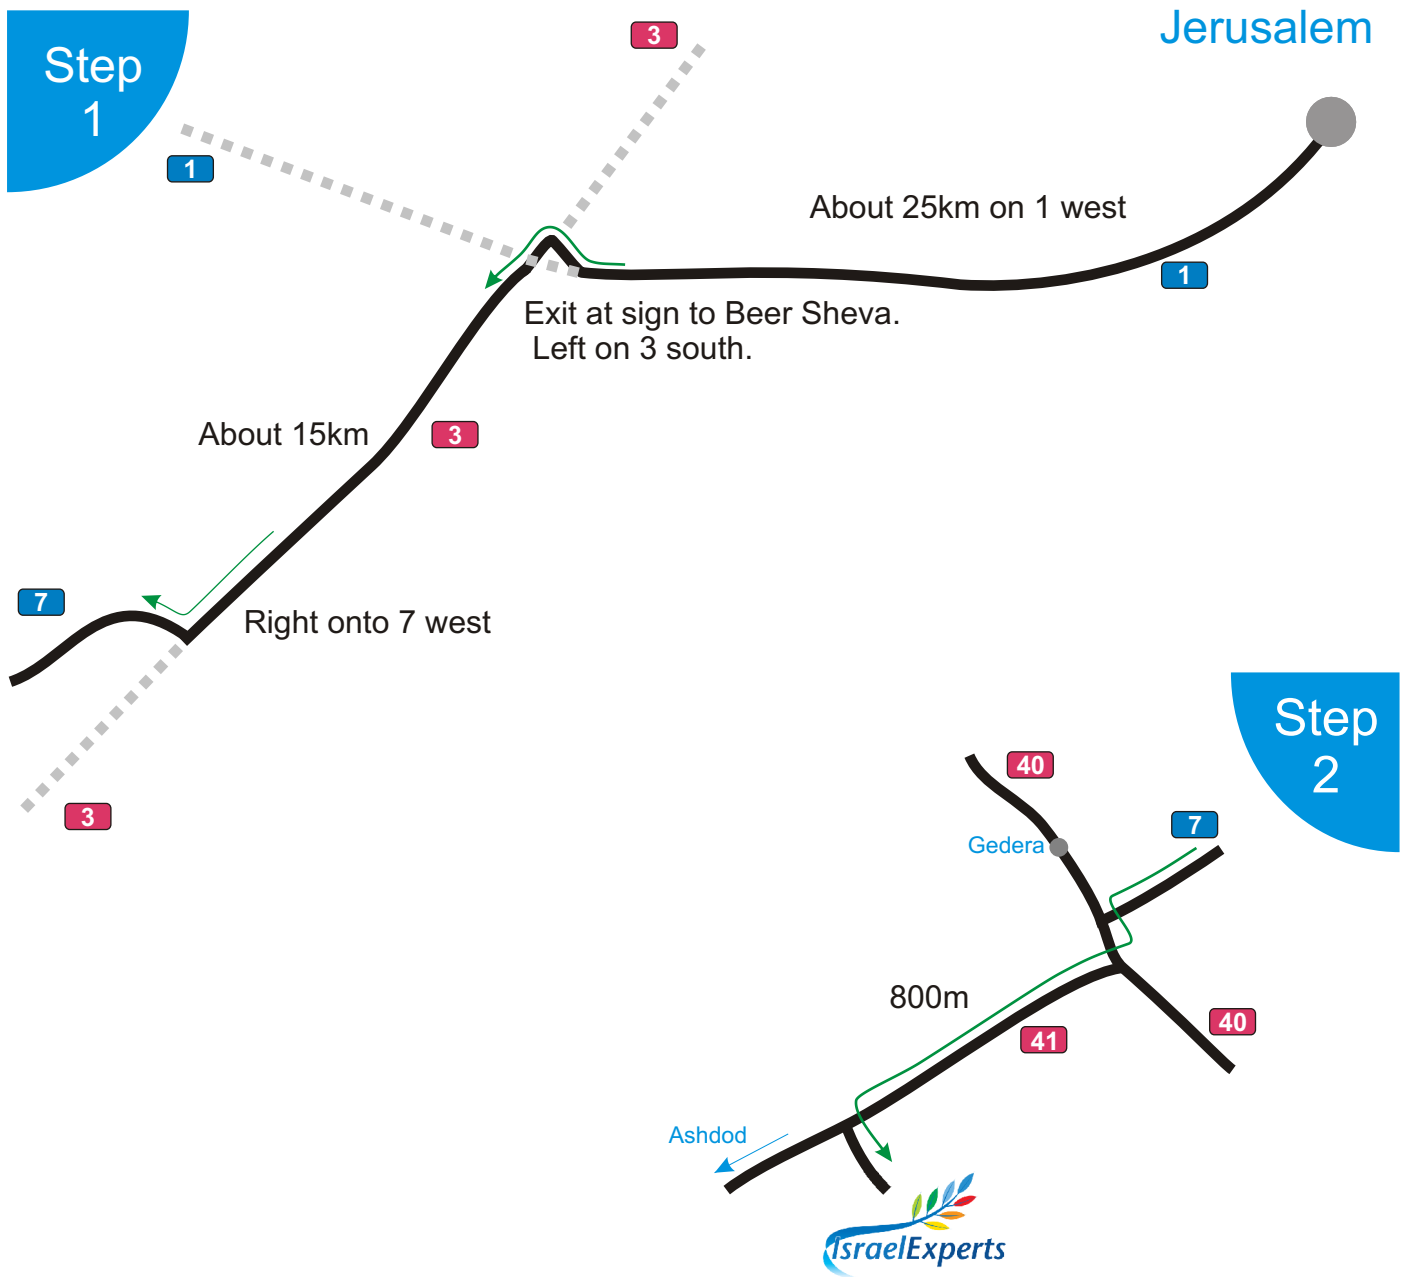 Step
1
3
Jerusalem
1
About 25km on 1 west
1
Exit at sign to Beer Sheva.
Left on 3 south.
About 15km
3
7
Right onto 7 west
3
Step
2
40
7
Gedera
800m
40
41
Ashdod
IsraelExperts